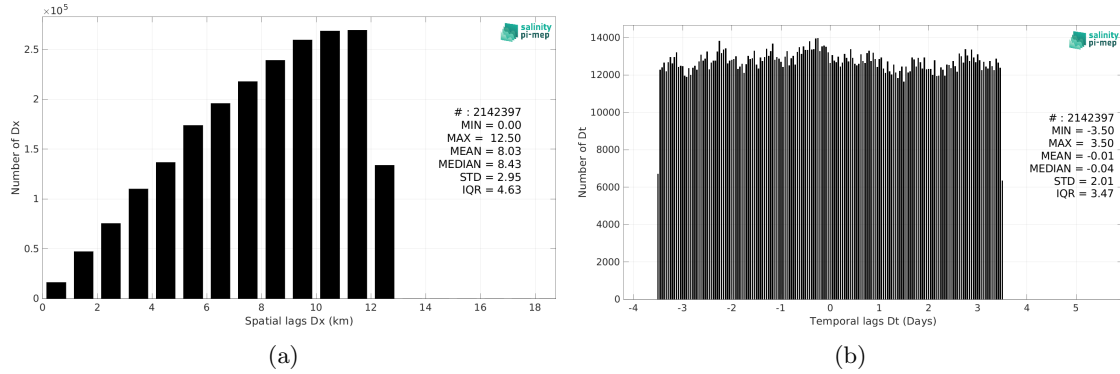 ×10⁵
2.5
2
1.5
1
0.5
0
0 2 4 6 8 10 12 14 16 18
Number of Dx
Spatial lags Dx (km)
salinity
pi-mep
# : 2142397
MIN = 0.00
MAX = 12.50
MEAN = 8.03
MEDIAN = 8.43
STD = 2.95
IQR = 4.63
(a)
14000
12000
10000
8000
6000
4000
2000
0
-4 -3 -2 -1 0 1 2 3 4 5
Number of Dt
Temporal lags Dt (Days)
salinity
pi-mep
# : 2142397
MIN = -3.50
MAX = 3.50
MEAN = -0.01
MEDIAN = -0.04
STD = 2.01
IQR = 3.47
(b)